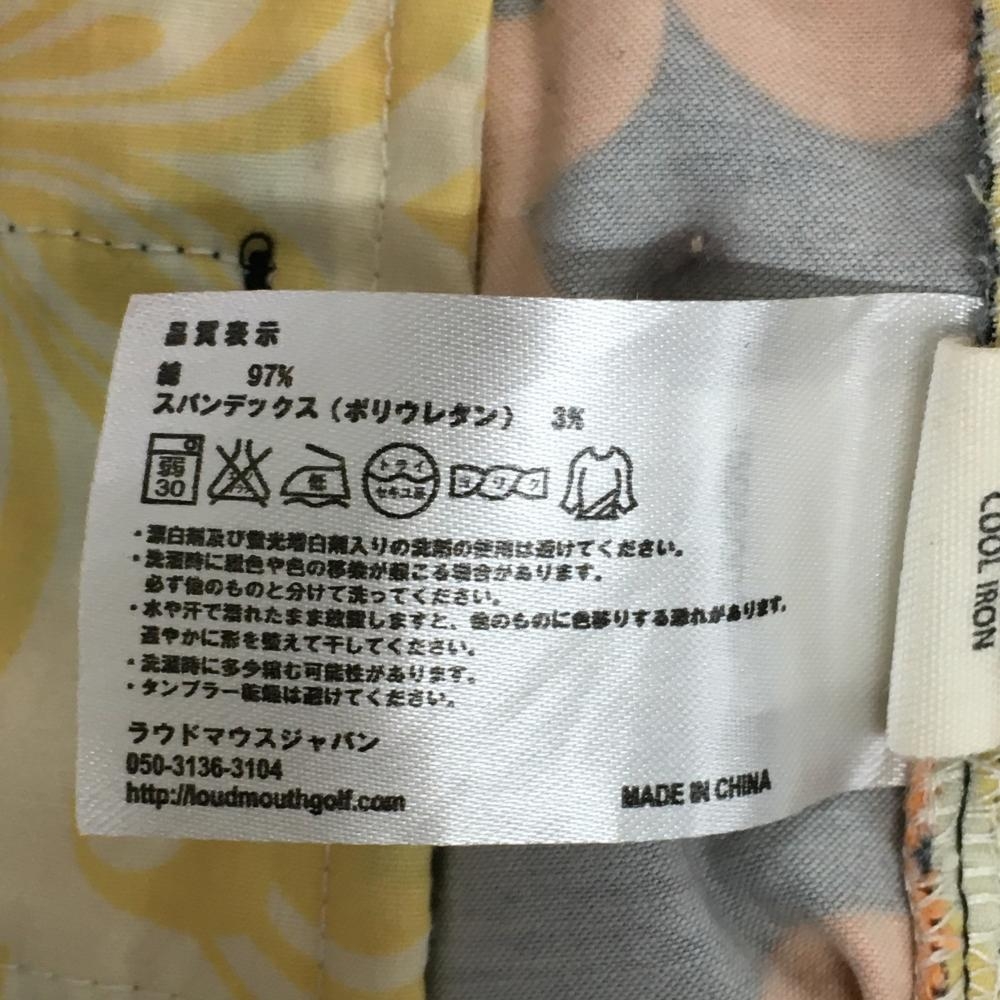 品質表示
綿 97%
スパンデックス（ポリウレタン） 3%
弱
30
低
ドライ
セキユ系
ヨワク
・漂白剤及び蛍光増白剤入りの洗剤の使用は避けてください。
・洗濯時に脱色や色の移染が起こる場合があります。
必ず他のものと分けて洗ってください。
・水や汗で濡れたまま放置しますと、他のものに色移りする恐れがあります。
速やかに形を整えて干してください。
・洗濯時に多少縮む可能性があります。
・タンブラー乾燥は避けてください。
ラウドマウスジャパン
050-3136-3104
http://loudmouthgolf.com
MADE IN CHINA
COOL IRON